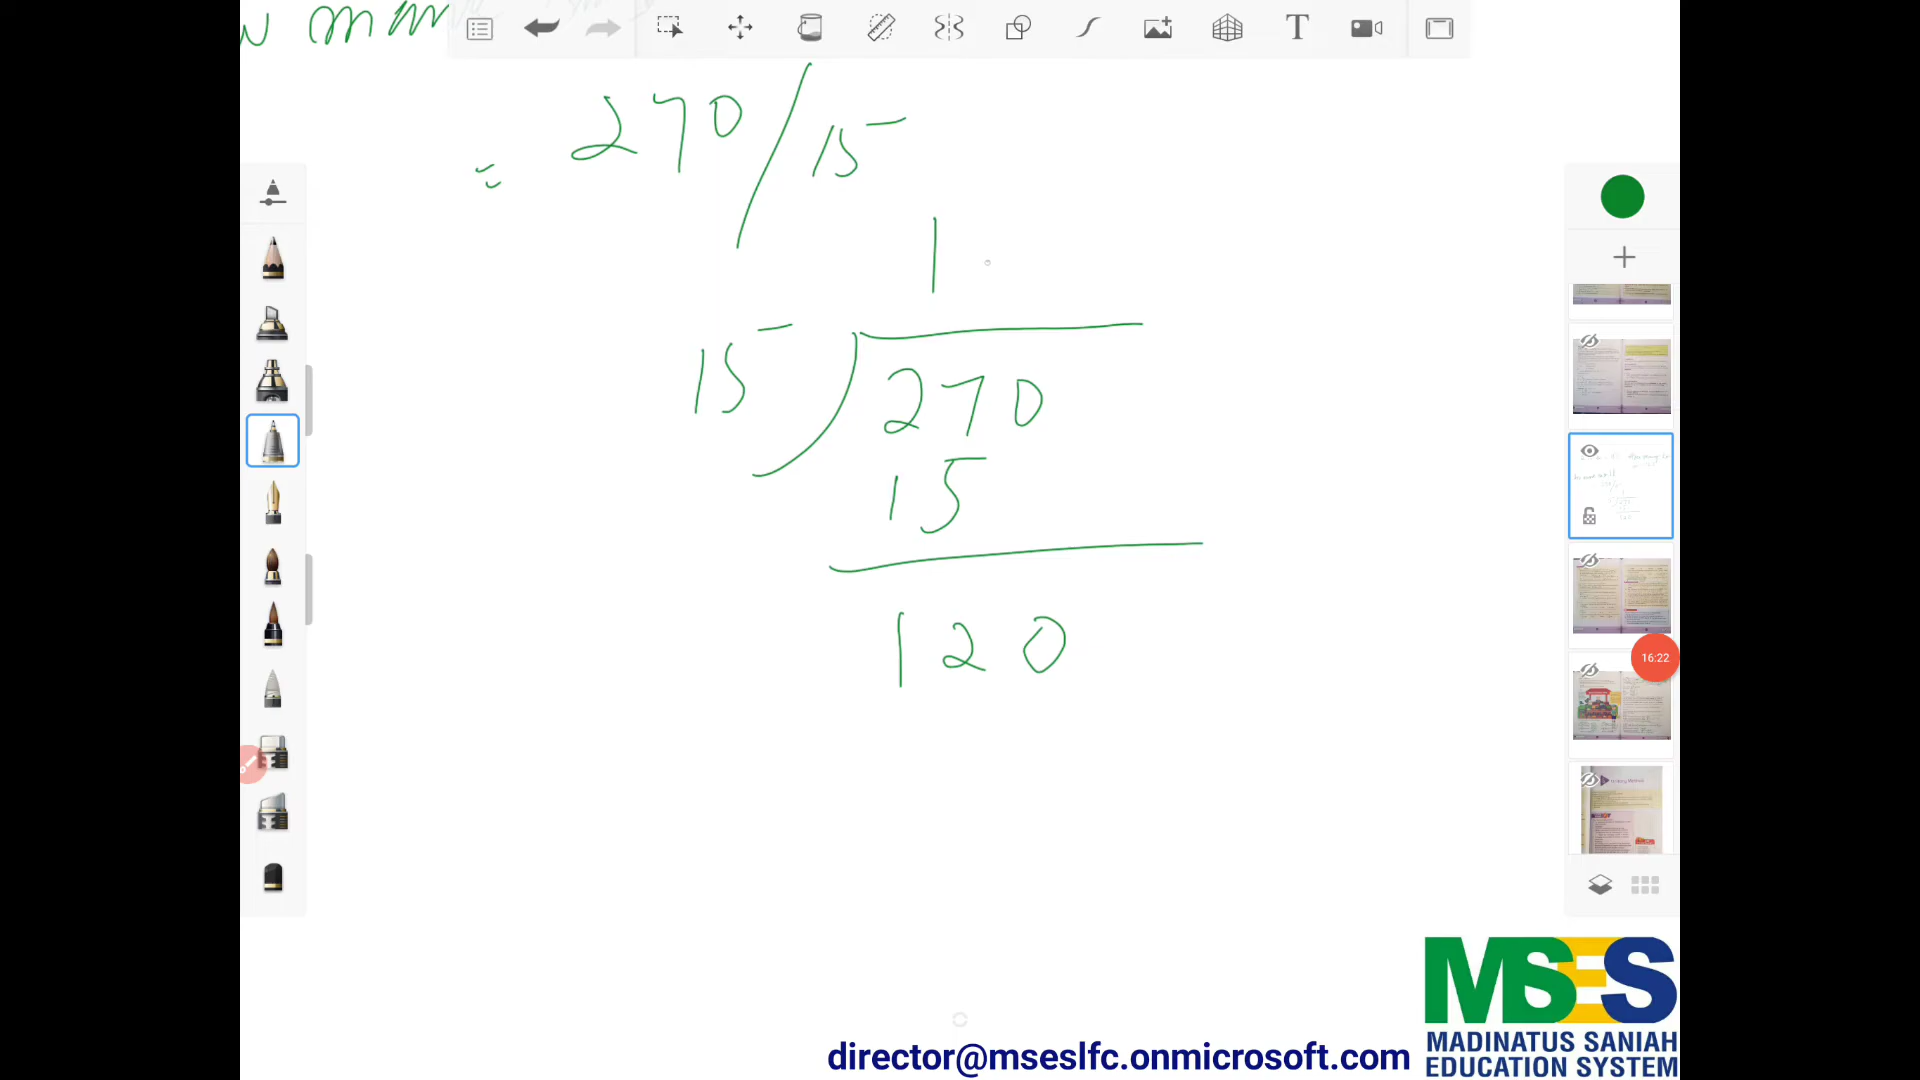 = 270/15
1
15 ) 270
15
120
16:22
MSES
MADINATUS SANIAH
EDUCATION SYSTEM
director@mseslfc.onmicrosoft.com